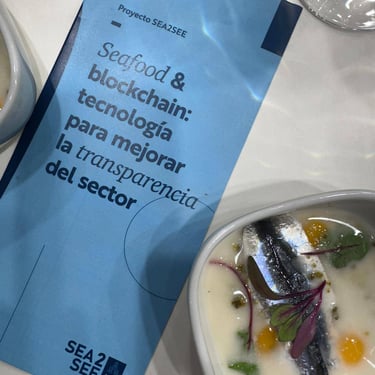 Proyecto SEA2SEE
Seafood &
blockchain:
tecnología
para mejorar
la transparencia
del sector
SEA2
SEE